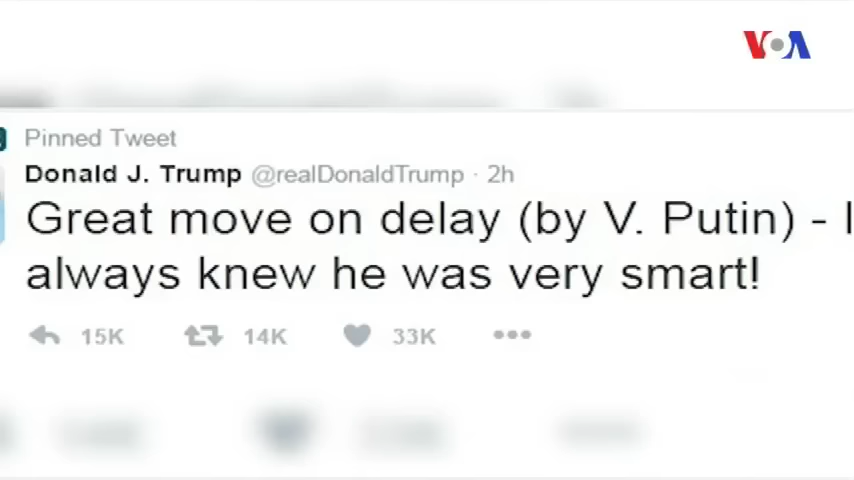 VOA
Pinned Tweet
Donald J. Trump @realDonaldTrump · 2h
Great move on delay (by V. Putin) - I
always knew he was very smart!
15K 14K 33K